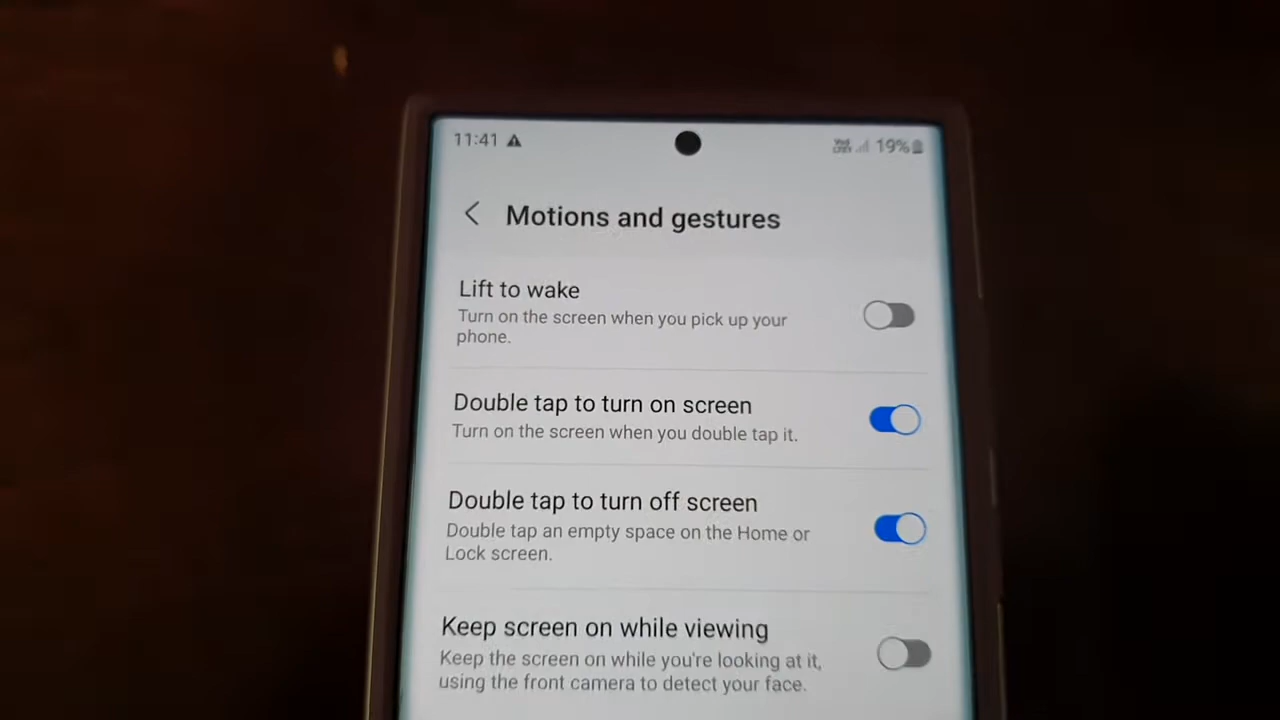 11:41
19%
Motions and gestures
Lift to wake
Turn on the screen when you pick up your
phone.
Double tap to turn on screen
Turn on the screen when you double tap it.
Double tap to turn off screen
Double tap an empty space on the Home or
Lock screen.
Keep screen on while viewing
Keep the screen on while you're looking at it,
using the front camera to detect your face.